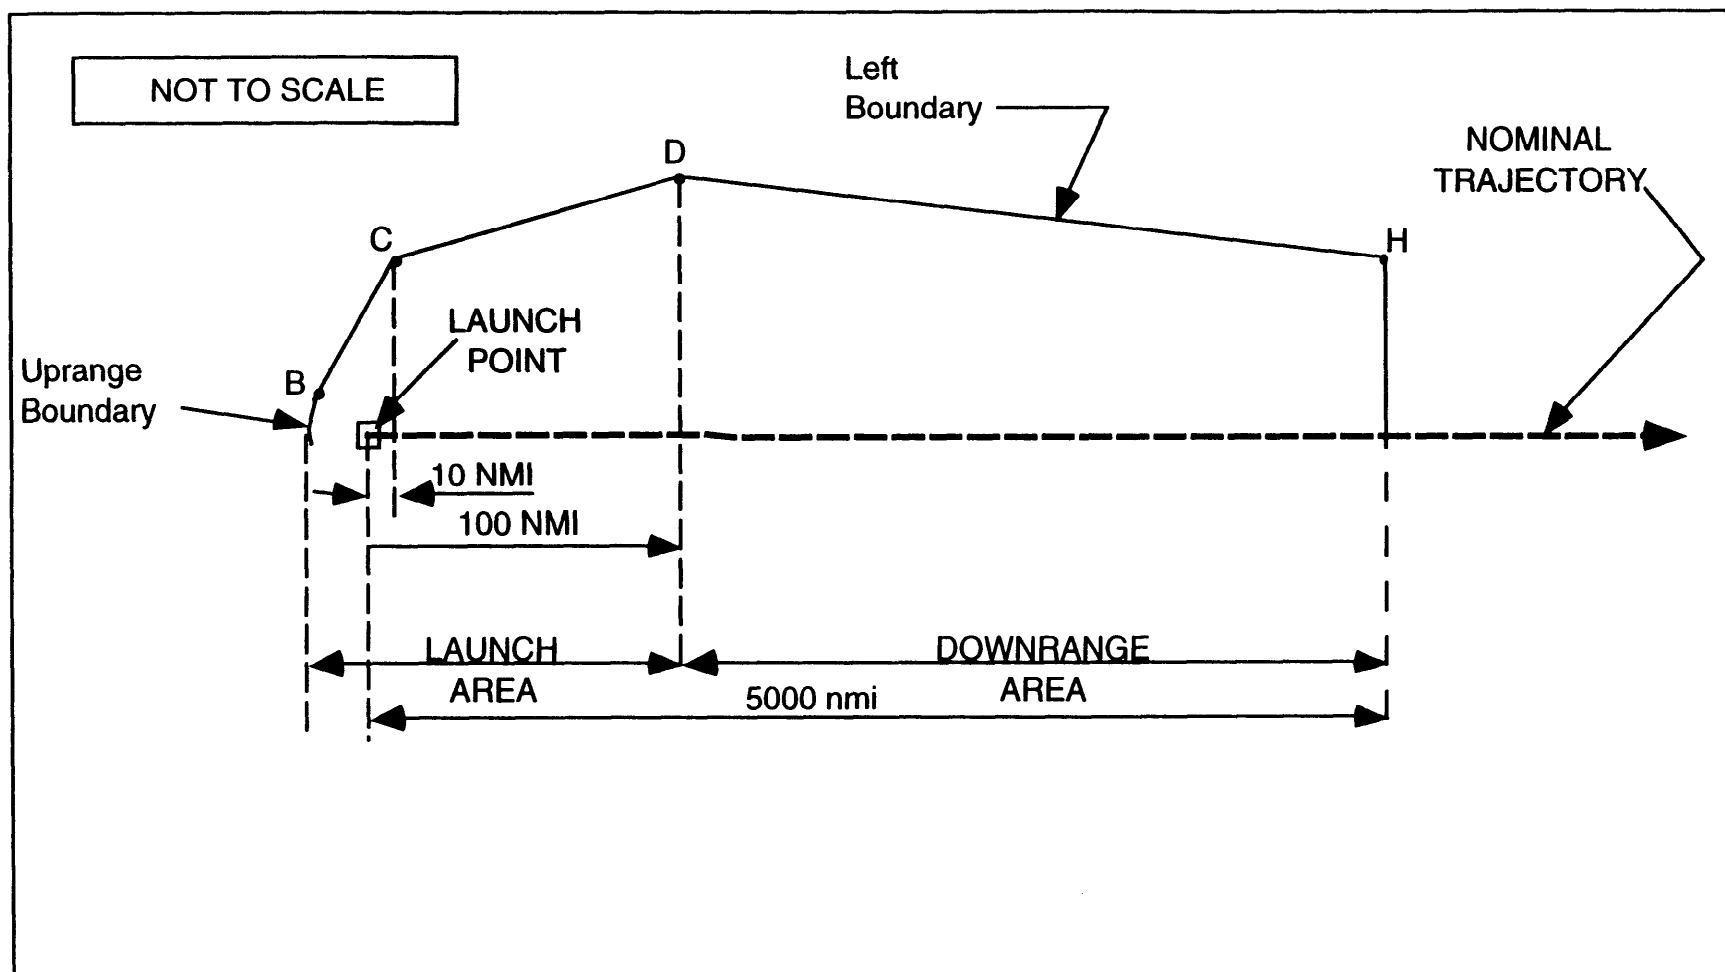 NOT TO SCALE
Left
Boundary
NOMINAL
TRAJECTORY
D
C
H
LAUNCH
POINT
Uprange
Boundary
B
10 NMI
100 NMI
LAUNCH
AREA
DOWNRANGE
AREA
5000 nmi